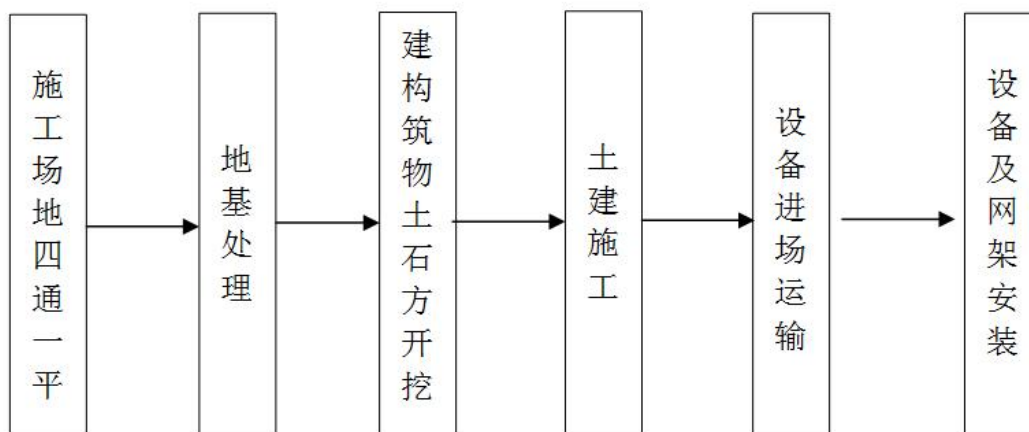 施工场地四通一平
地基处理
建构筑物土石方开挖
土建施工
设备进场运输
设备及网架安装